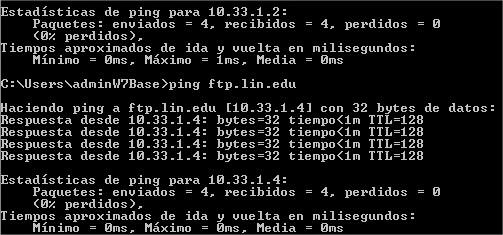 Estadísticas de ping para 10.33.1.2:
Paquetes: enviados = 4, recibidos = 4, perdidos = 0
(0% perdidos),
Tiempos aproximados de ida y vuelta en milisegundos:
Mínimo = 0ms, Máximo = 1ms, Media = 0ms
C:\Users\adminW7Base>ping ftp.lin.edu
Haciendo ping a ftp.lin.edu [10.33.1.4] con 32 bytes de datos:
Respuesta desde 10.33.1.4: bytes=32 tiempo<1m TTL=128
Respuesta desde 10.33.1.4: bytes=32 tiempo<1m TTL=128
Respuesta desde 10.33.1.4: bytes=32 tiempo<1m TTL=128
Respuesta desde 10.33.1.4: bytes=32 tiempo<1m TTL=128
Estadísticas de ping para 10.33.1.4:
Paquetes: enviados = 4, recibidos = 4, perdidos = 0
(0% perdidos),
Tiempos aproximados de ida y vuelta en milisegundos:
Mínimo = 0ms, Máximo = 0ms, Media = 0ms